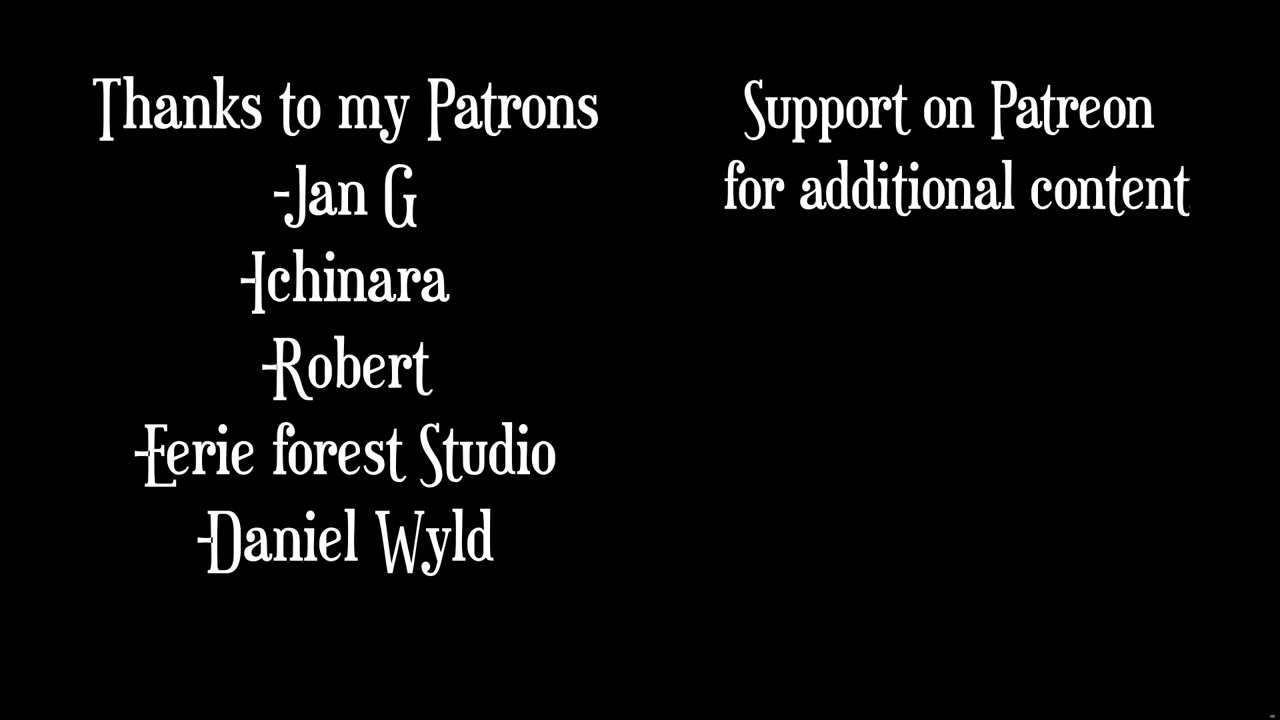 Thanks to my Patrons
-Jan G
-Ichinara
-Robert
-Eerie forest Studio
-Daniel Wyld
Support on Patreon
for additional content